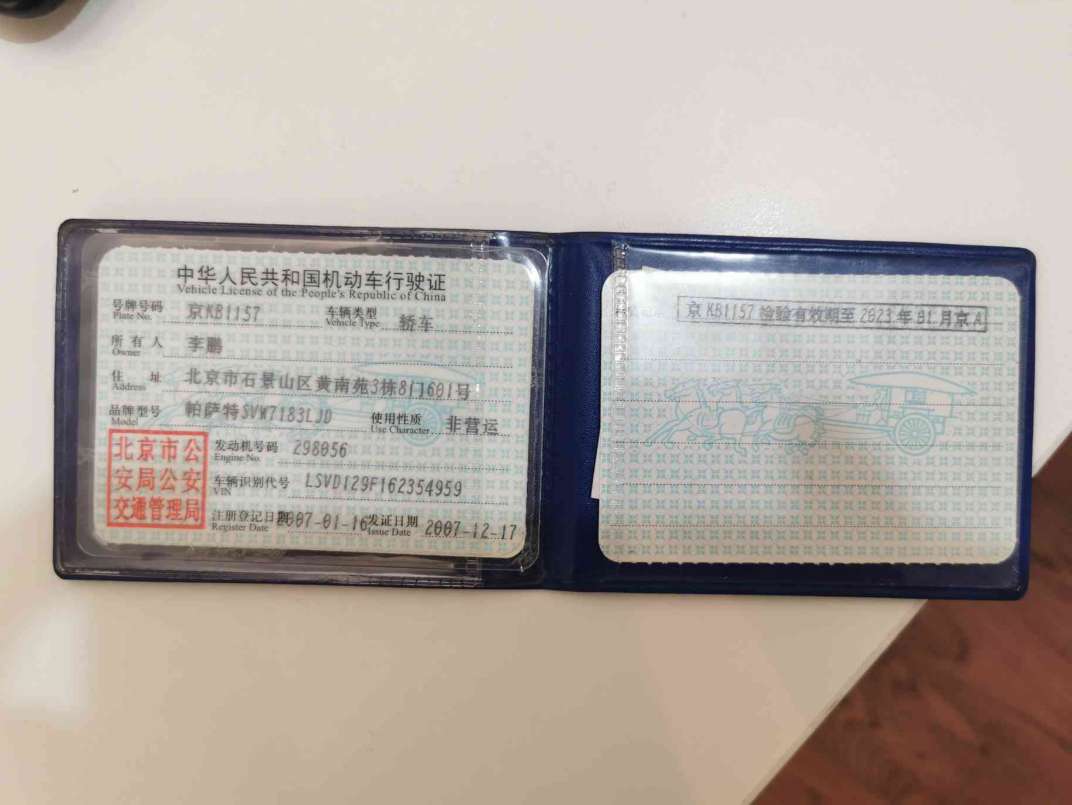 中华人民共和国机动车行驶证
Vehicle License of the People's Republic of China
号牌号码 京KB1157 车辆类型 轿车
Plate No. Vehicle Type
所有人 李鹏
Owner
住址 北京市石景山区黄南苑3栋8门601号
Address
品牌型号 帕萨特SVW7183LJD 使用性质 非营运
Model Use Character
北京市公
安局公安
交通管理局
发动机号码 298056
Engine No.
车辆识别代号 LSVD129F162354959
VIN
注册登记日期 2007-01-16 发证日期 2007-12-17
Register Date Issue Date
京KB1157 检验有效期至 2023 年 01 月京A